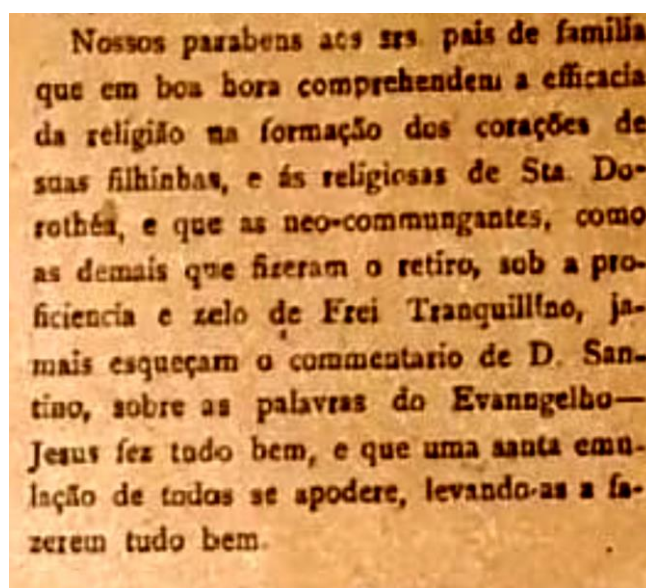 Nossos parabens aos srs. pais de familia
que em boa hora comprehendem a efficacia
da religião na formação dos corações de
suas filhinhas, e ás religiosas de Sta. Do-
rothéa, e que as neo-commungantes, como
as demais que fizeram o retiro, sob a pro-
ficiencia e zelo de Frei Tranquillino, ja-
mais esqueçam o commentario de D. San-
tino, sobre as palavras do Evanngelho—
Jesus fez tudo bem, e que uma santa emu-
lação de todas se apodere, levando-as a fa-
zerem tudo bem.